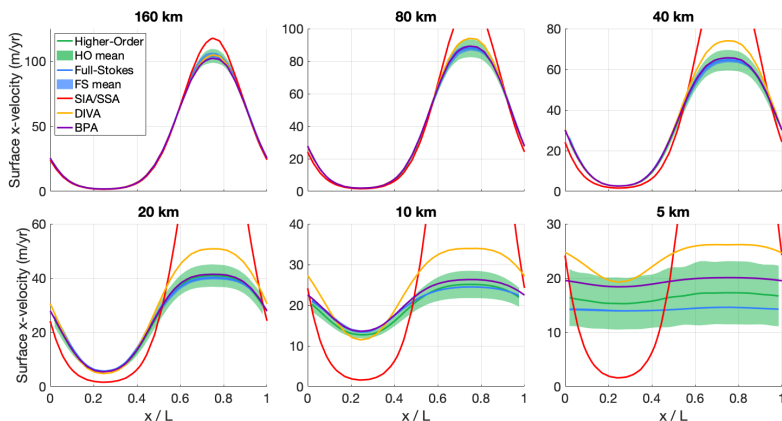 160 km
80 km
40 km
Surface x-velocity (m/yr)
100
50
0
Higher-Order
HO mean
Full-Stokes
FS mean
SIA/SSA
DIVA
BPA
100
80
60
40
20
0
80
60
40
20
0
20 km
10 km
5 km
Surface x-velocity (m/yr)
60
40
20
0
0 0.2 0.4 0.6 0.8 1
x / L
40
30
20
10
0
0 0.2 0.4 0.6 0.8 1
x / L
30
20
10
0
0 0.2 0.4 0.6 0.8 1
x / L